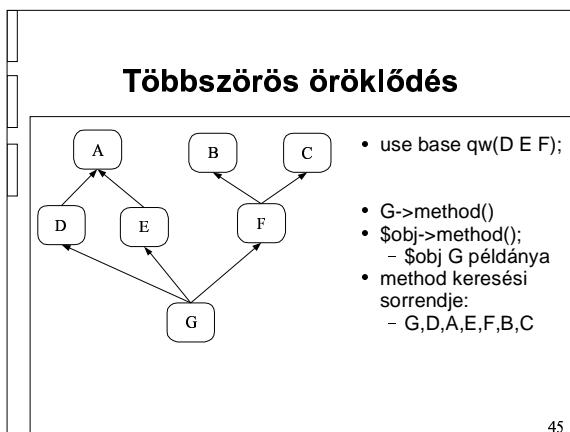 Többszörös öröklődés
A
B
C
D
E
F
G
• use base qw(D E F);
• G->method()
• $obj->method();
– $obj G példánya
• method keresési
sorrendje:
– G,D,A,E,F,B,C
45